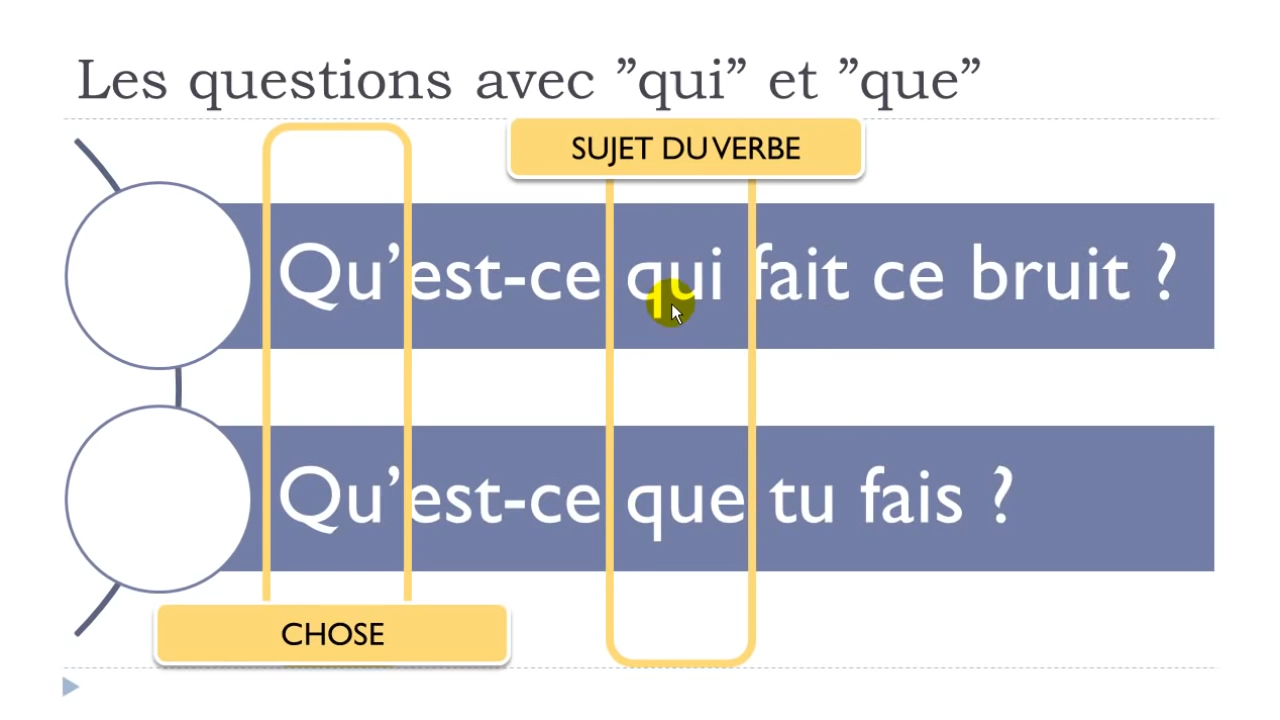 Les questions avec ”qui” et ”que”
SUJET DU VERBE
Qu’est-ce qui fait ce bruit ?
Qu’est-ce que tu fais ?
CHOSE